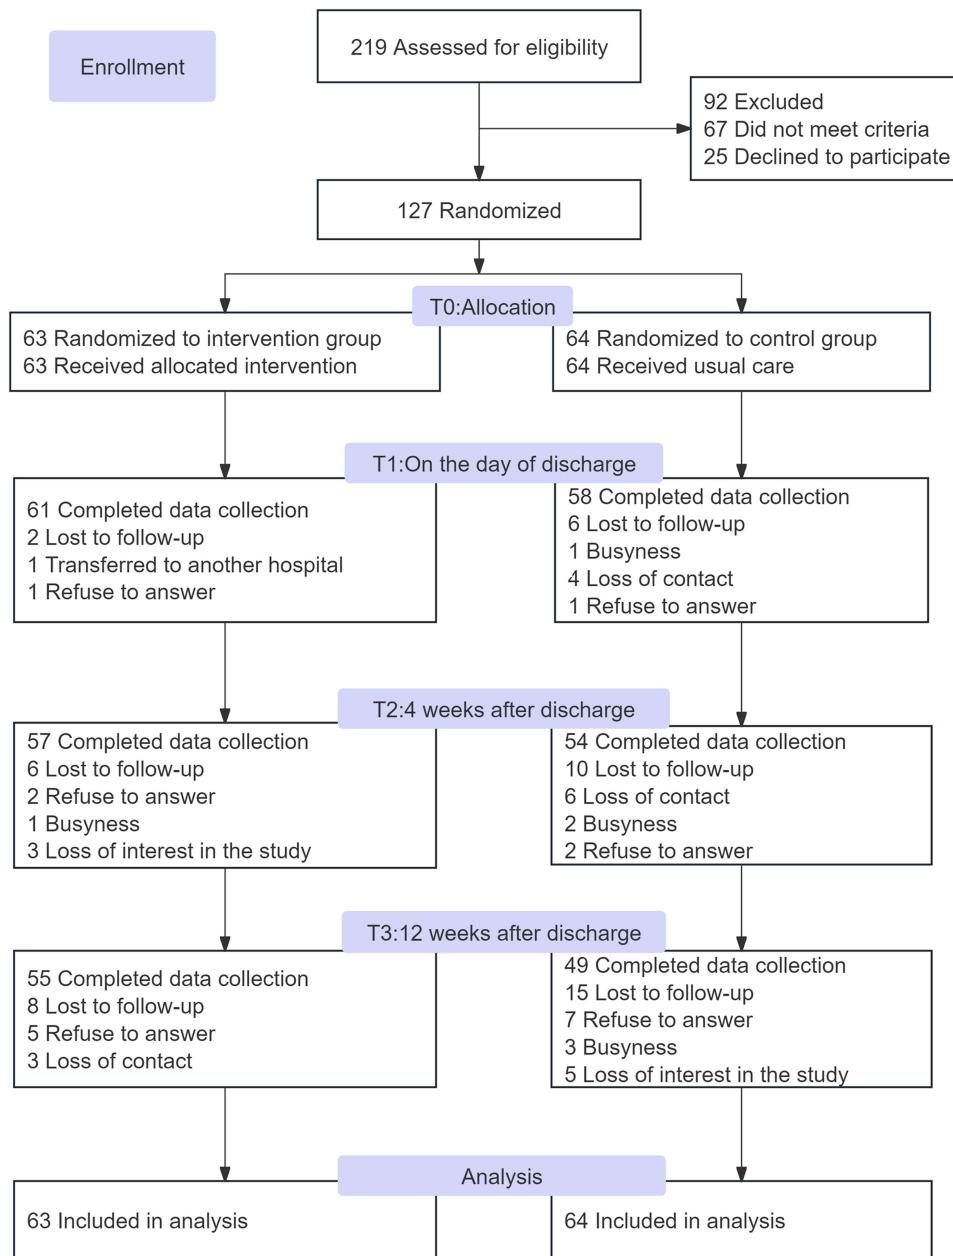 Enrollment
219 Assessed for eligibility
92 Excluded
67 Did not meet criteria
25 Declined to participate
127 Randomized
T0:Allocation
63 Randomized to intervention group
63 Received allocated intervention
64 Randomized to control group
64 Received usual care
T1:On the day of discharge
61 Completed data collection
2 Lost to follow-up
1 Transferred to another hospital
1 Refuse to answer
58 Completed data collection
6 Lost to follow-up
1 Busyness
4 Loss of contact
1 Refuse to answer
T2:4 weeks after discharge
57 Completed data collection
6 Lost to follow-up
2 Refuse to answer
1 Busyness
3 Loss of interest in the study
54 Completed data collection
10 Lost to follow-up
6 Loss of contact
2 Busyness
2 Refuse to answer
T3:12 weeks after discharge
55 Completed data collection
8 Lost to follow-up
5 Refuse to answer
3 Loss of contact
49 Completed data collection
15 Lost to follow-up
7 Refuse to answer
3 Busyness
5 Loss of interest in the study
Analysis
63 Included in analysis
64 Included in analysis